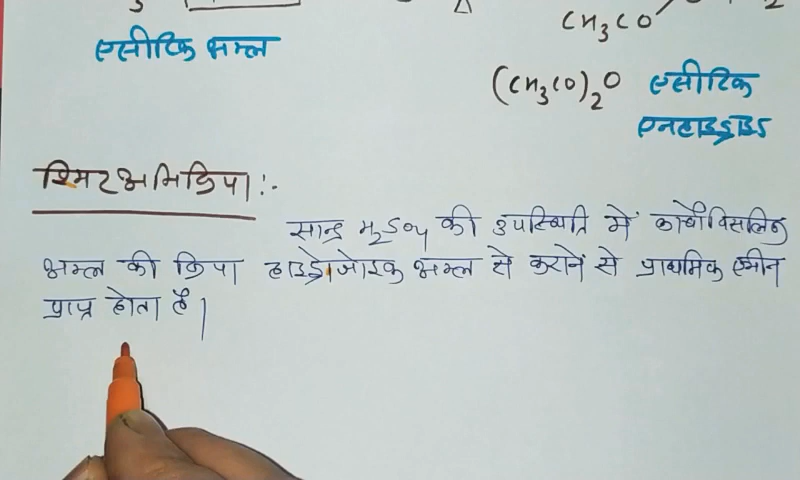 CH₃CO
एसीटिक अम्ल
(CH₃CO)₂O एसीटिक
एनहाइड्राइड
श्मिट अभिक्रिया :-
सान्द्र H₂SO₄ की उपस्थिति में कार्बोक्सिलिक
अम्ल की क्रिया हाइड्रोजोइक अम्ल से कराने से प्राथमिक एमीन
प्राप्त होता है।